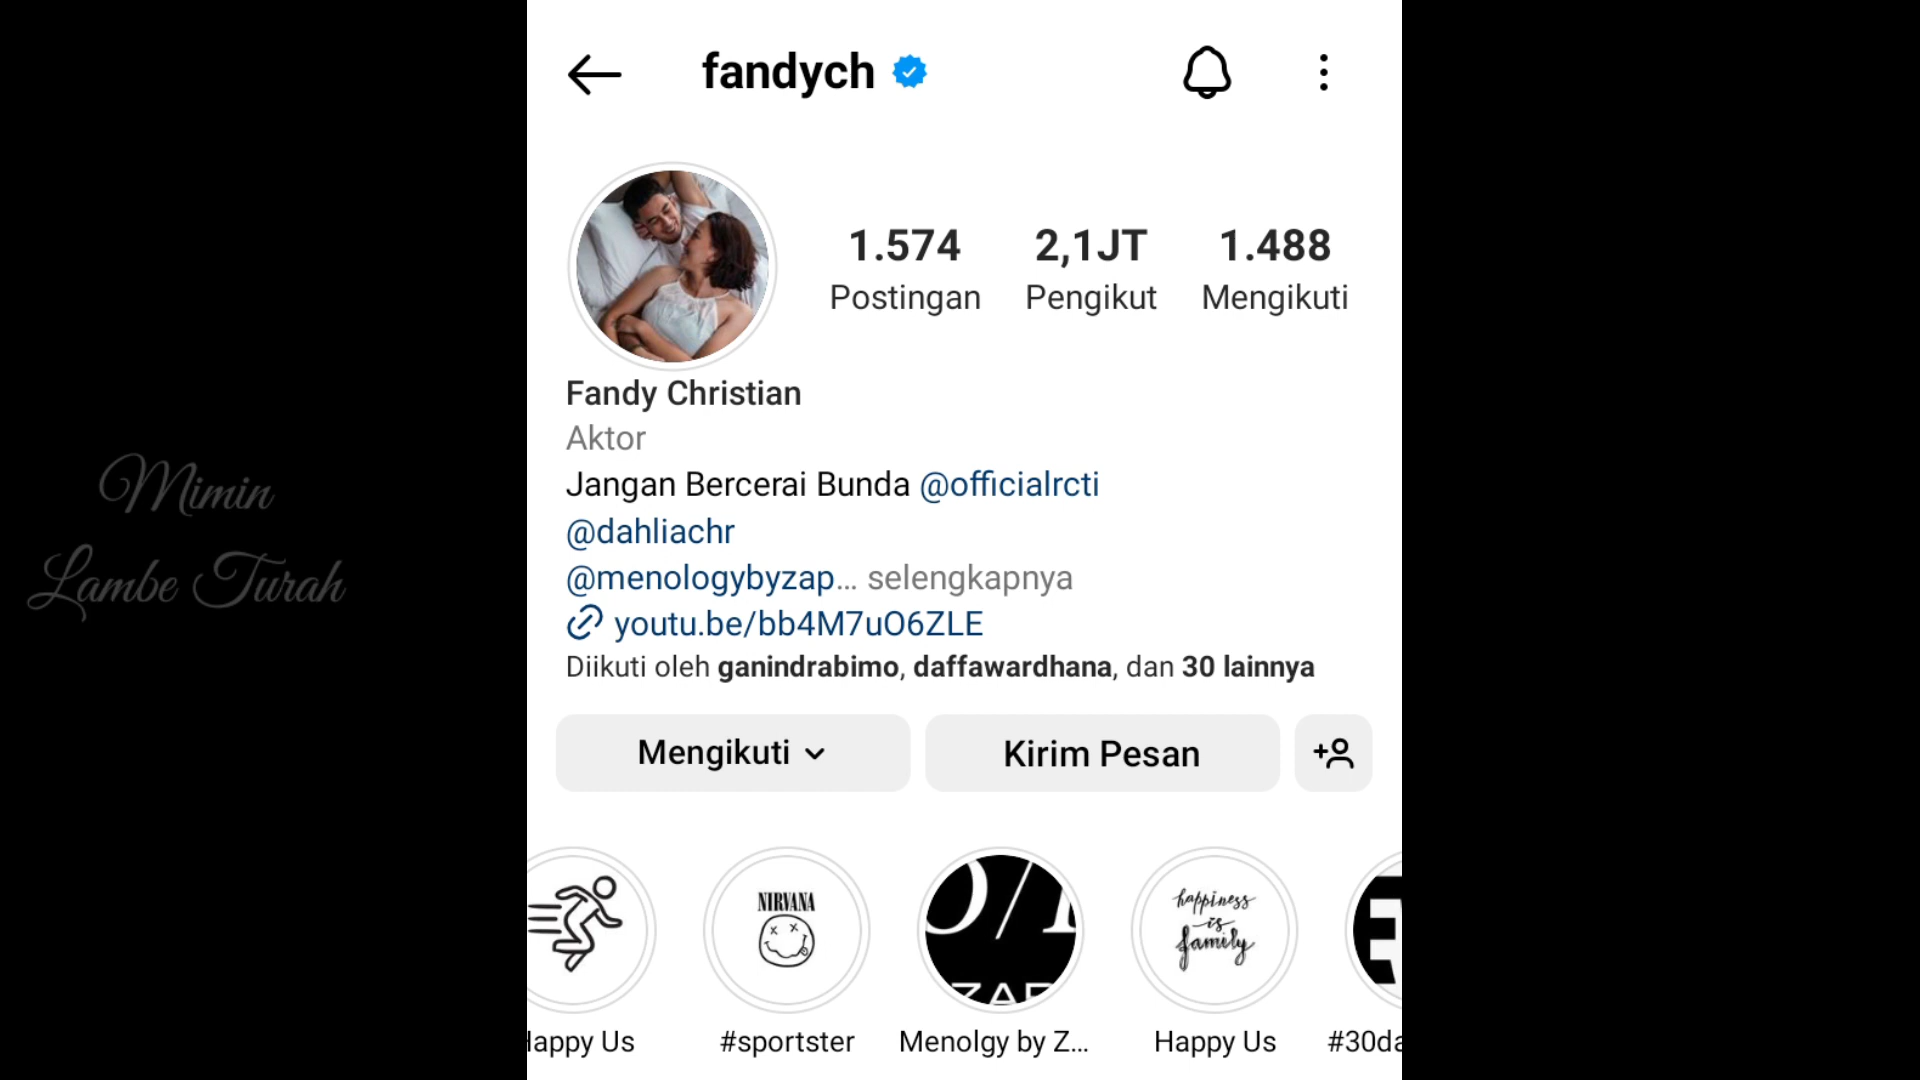 fandych
1.574 2,1JT 1.488
Postingan Pengikut Mengikuti
Fandy Christian
Aktor
Jangan Bercerai Bunda @officialrcti
@dahliachr
@menologybyzap... selengkapnya
youtu.be/bb4M7uO6ZLE
Diikuti oleh ganindrabimo, daffawardhana, dan 30 lainnya
Mengikuti Kirim Pesan
NIRVANA
happiness
is
family
Happy Us #sportster Menolgy by Z... Happy Us #30da
Mimin
Lambe Turah